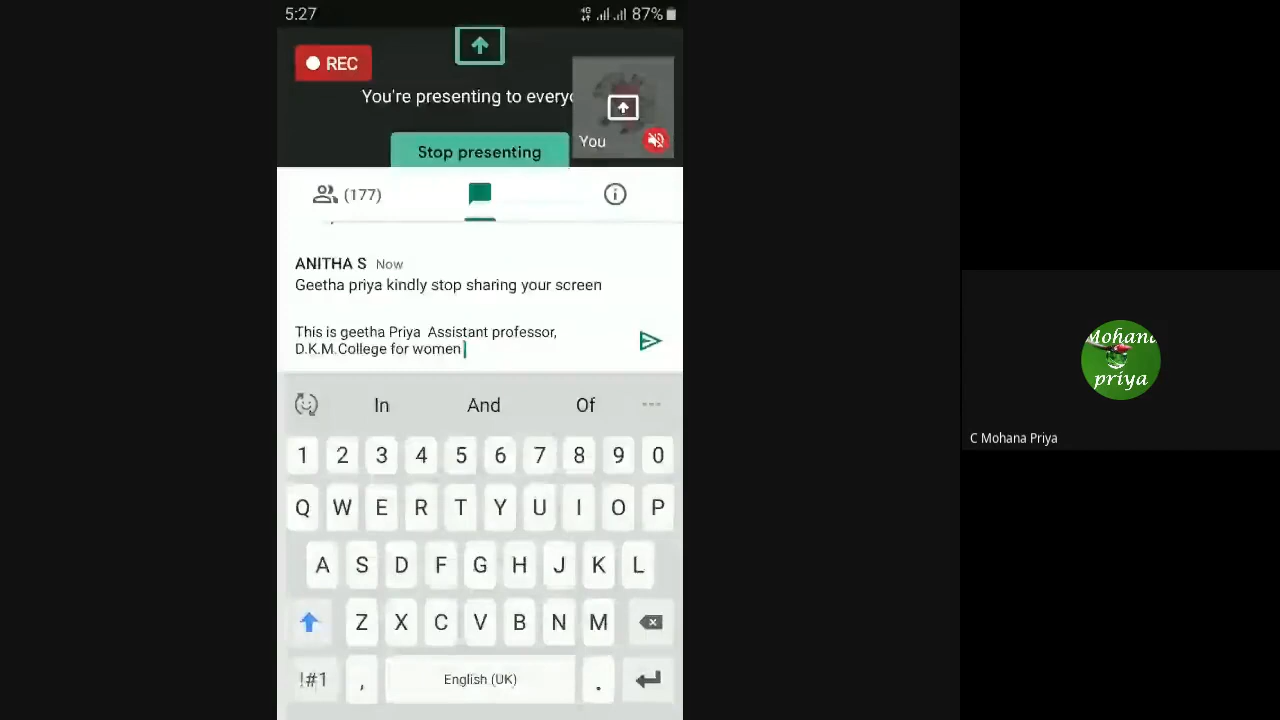 5:27
4G 87%
REC
You're presenting to everyo
You
Stop presenting
(177)
ANITHA S Now
Geetha priya kindly stop sharing your screen
This is geetha Priya Assistant professor,
D.K.M.College for women
In And Of
1 2 3 4 5 6 7 8 9 0
Q W E R T Y U I O P
A S D F G H J K L
Z X C V B N M
!#1 , English (UK) .
Mohana
priya
C Mohana Priya